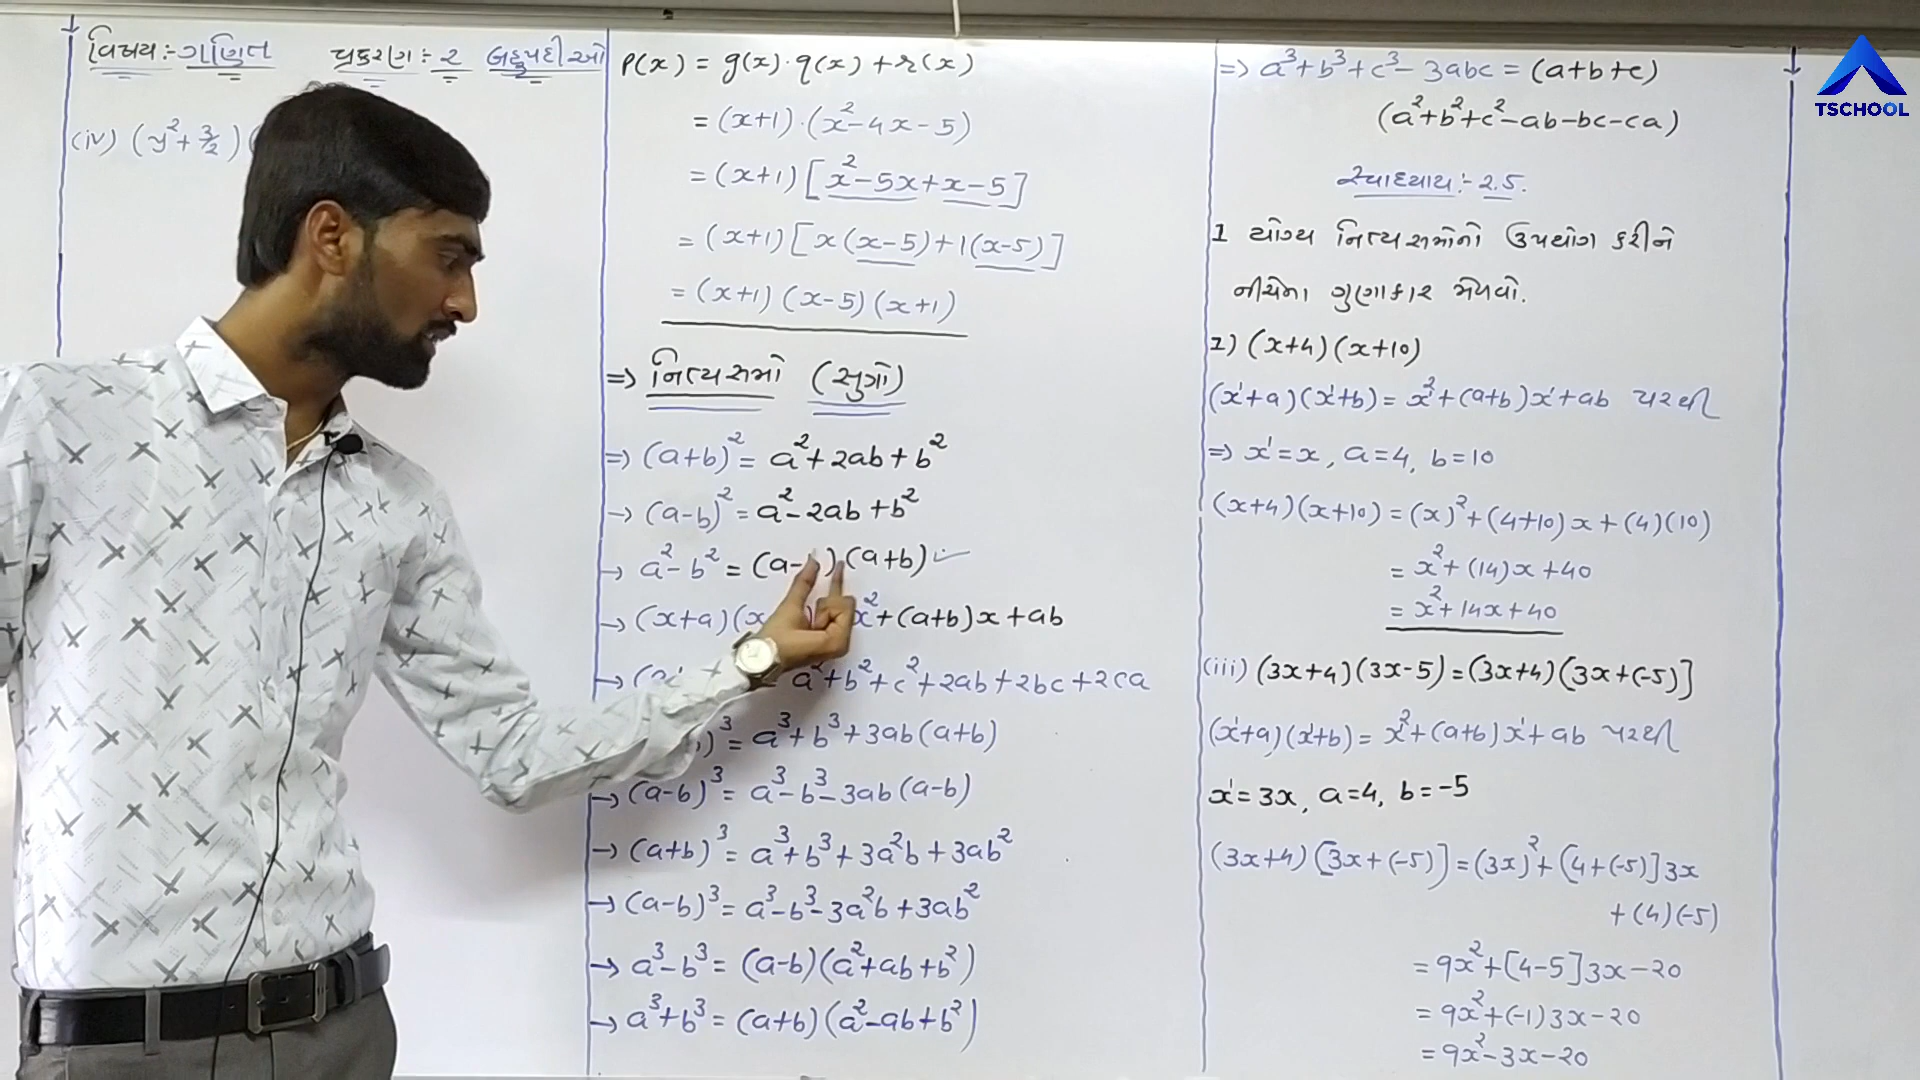 વિષય:- ગણિત પ્રકરણ:- ૨ બહુપદીઓ
(iv) (y²+3/2)(
P(x) = g(x)·q(x)+r(x)
= (x+1)·(x²-4x-5)
= (x+1)[x²-5x+x-5]
= (x+1)[x(x-5)+1(x-5)]
= (x+1)(x-5)(x+1)
⇒ નિત્યસમો (સુત્રો)
⇒ (a+b)² = a²+2ab+b²
→ (a-b)² = a²-2ab+b²
→ a²-b² = (a- )(a+b)
→ (x+a)(x x²+(a+b)x+ab
→ ( = a²+b²+c²+2ab+2bc+2ca
)³ = a³+b³+3ab(a+b)
→ (a-b)³ = a³-b³-3ab(a-b)
→ (a+b)³ = a³+b³+3a²b+3ab²
→ (a-b)³ = a³-b³-3a²b+3ab²
→ a³-b³ = (a-b)(a²+ab+b²)
→ a³+b³ = (a+b)(a²-ab+b²)
⇒ a³+b³+c³-3abc = (a+b+c)
(a²+b²+c²-ab-bc-ca)
સ્વાધ્યાય:- 2.5.
1 યોગ્ય નિત્યસમોનો ઉપયોગ કરીને
નીચેના ગુણાકાર મેળવો.
1) (x+4)(x+10)
(x'+a)(x'+b) = x'²+(a+b)x'+ab પરથી
⇒ x'=x, a=4, b=10
(x+4)(x+10) = (x)²+(4+10)x+(4)(10)
= x²+(14)x+40
= x²+14x+40
(iii) (3x+4)(3x-5) = (3x+4)(3x+(-5)]
(x'+a)(x'+b) = x'²+(a+b)x'+ab પરથી
x'=3x, a=4, b=-5
(3x+4)[3x+(-5)] = (3x)²+[4+(-5)]3x
+(4)(-5)
= 9x²+[4-5]3x-20
= 9x²+(-1)3x-20
= 9x²-3x-20
TSCHOOL